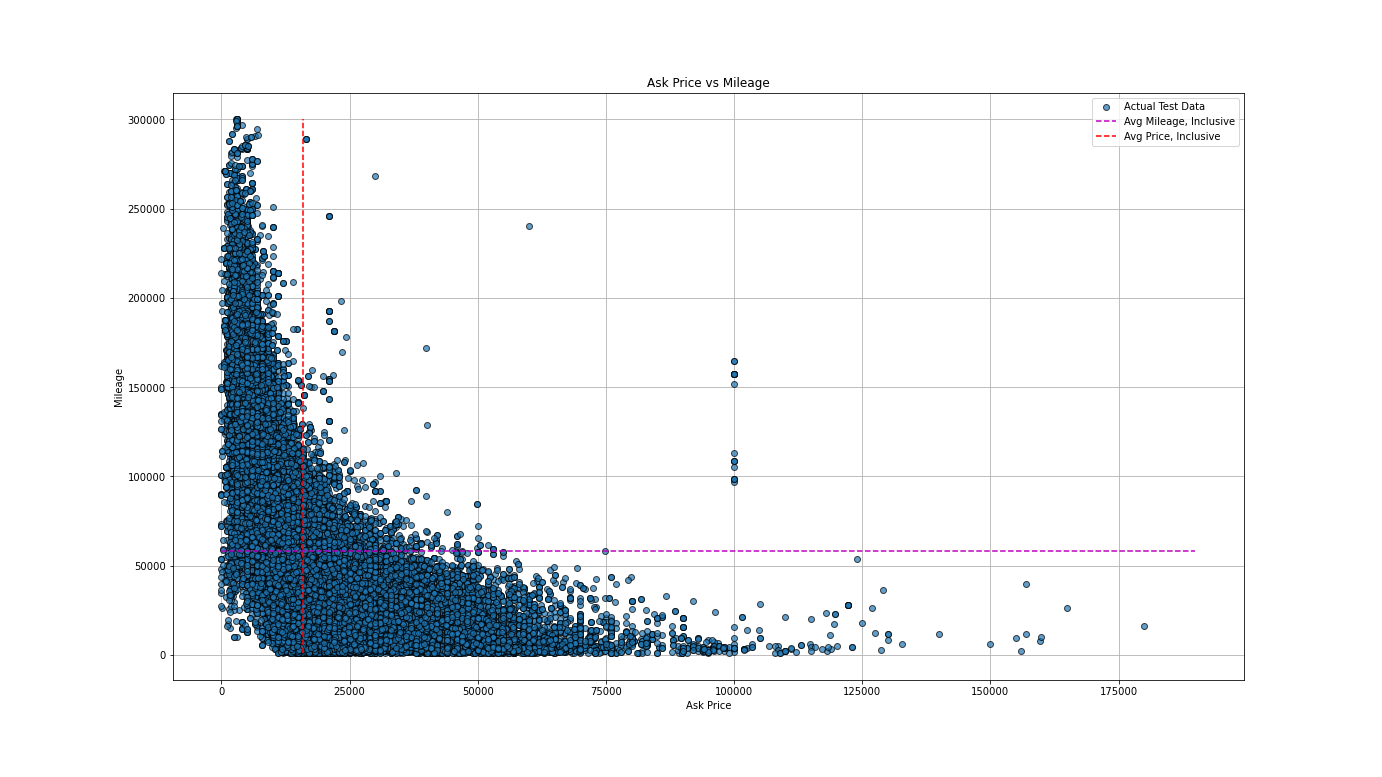 Ask Price vs Mileage
Actual Test Data
Avg Mileage, Inclusive
Avg Price, Inclusive
300000
250000
200000
150000
100000
50000
0
Mileage
0 25000 50000 75000 100000 125000 150000 175000
Ask Price